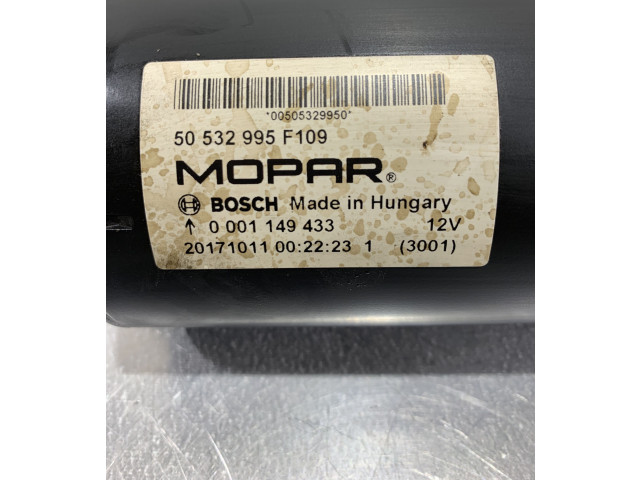 *00505329950*
50 532 995 F109
MOPAR®
BOSCH Made in Hungary
↑ 0 001 149 433 12V
20171011 00:22:23 1 (3001)